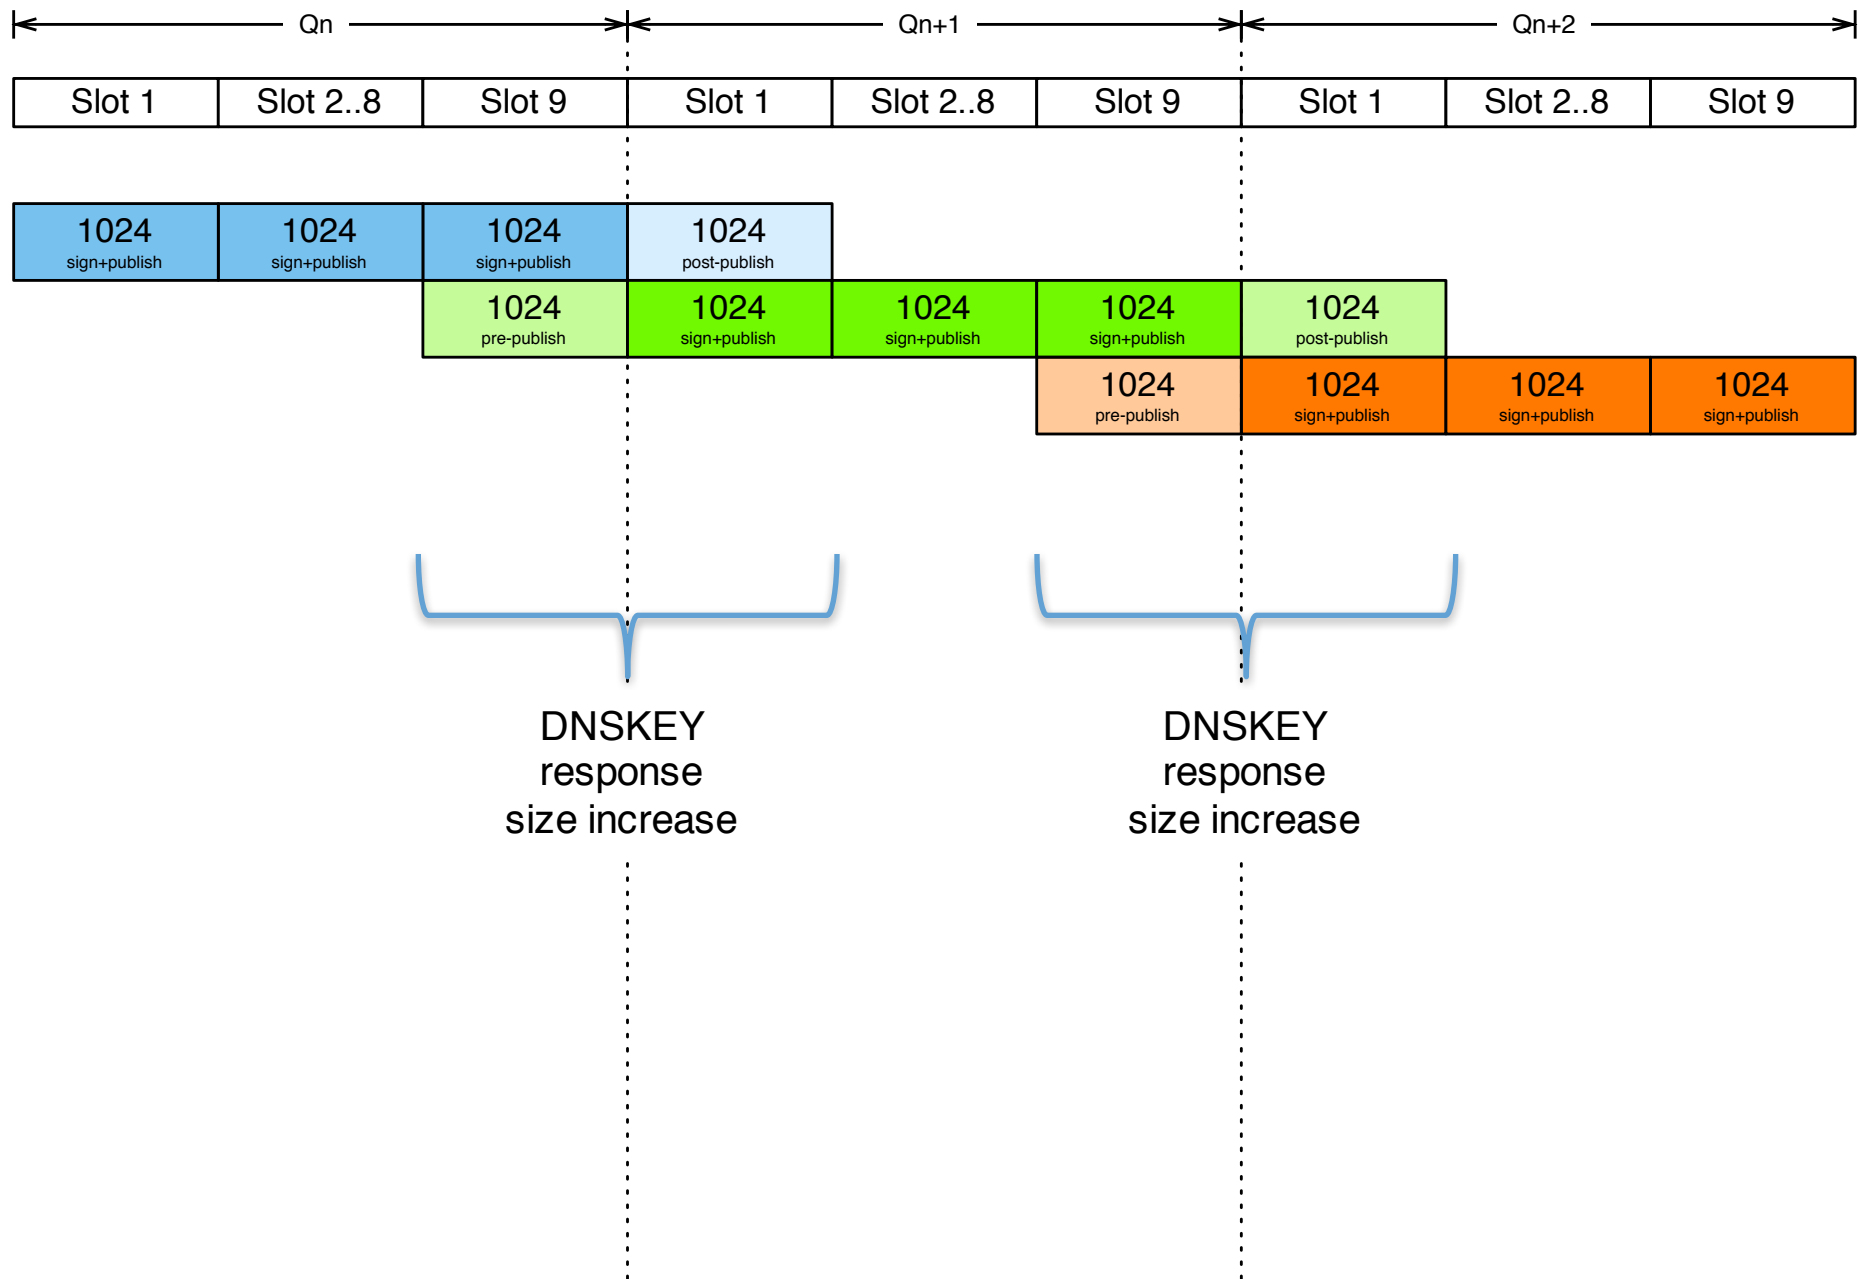 Qn Qn+1 Qn+2
Slot 1 Slot 2..8 Slot 9 Slot 1 Slot 2..8 Slot 9 Slot 1 Slot 2..8 Slot 9
1024 1024 1024 1024
sign+publish sign+publish sign+publish post-publish
1024 1024 1024 1024 1024
pre-publish sign+publish sign+publish sign+publish post-publish
1024 1024 1024 1024
pre-publish sign+publish sign+publish sign+publish
DNSKEY DNSKEY
response response
size increase size increase